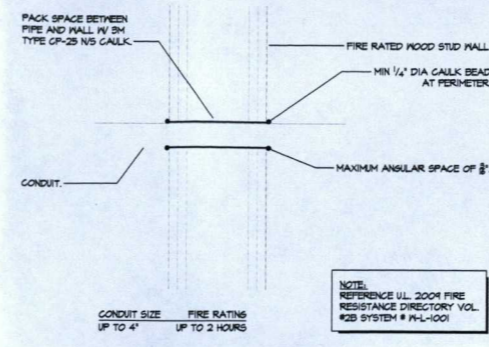 PACK SPACE BETWEEN
PIPE AND WALL W/ 3M
TYPE CP-25 N/S CAULK
FIRE RATED WOOD STUD WALL
MIN 1/4" DIA CAULK BEAD
AT PERIMETER
MAXIMUM ANGULAR SPACE OF 3/8".
CONDUIT.
NOTE:
REFERENCE U.L. 2009 FIRE
RESISTANCE DIRECTORY VOL.
#2B SYSTEM # W-L-1001
CONDUIT SIZE FIRE RATING
UP TO 4" UP TO 2 HOURS